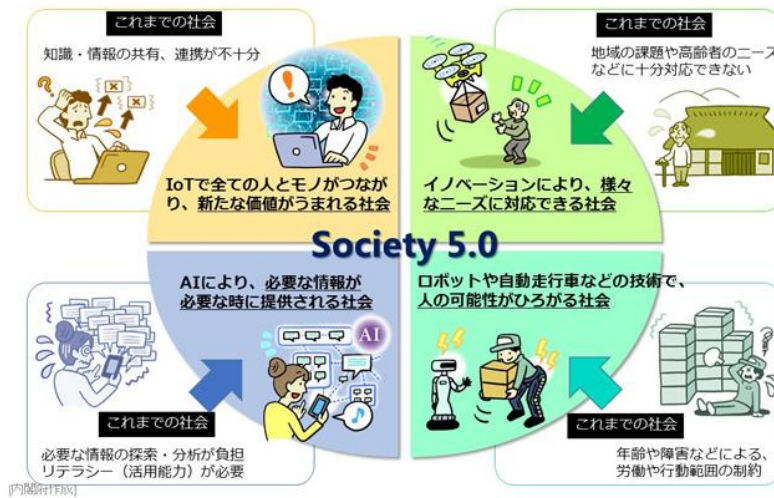 これまでの社会
知識・情報の共有、連携が不十分
IoTで全ての人とモノがつなが
り、新たな価値がうまれる社会
これまでの社会
地域の課題や高齢者のニーズ
などに十分対応できない
イノベーションにより、様々
なニーズに対応できる社会
Society 5.0
AIにより、必要な情報が
必要な時に提供される社会
AI
これまでの社会
必要な情報の探索・分析が負担
リテラシー（活用能力）が必要
ロボットや自動走行車などの技術で、
人の可能性がひろがる社会
これまでの社会
年齢や障害などによる、
労働や行動範囲の制約
[内閣府作成]